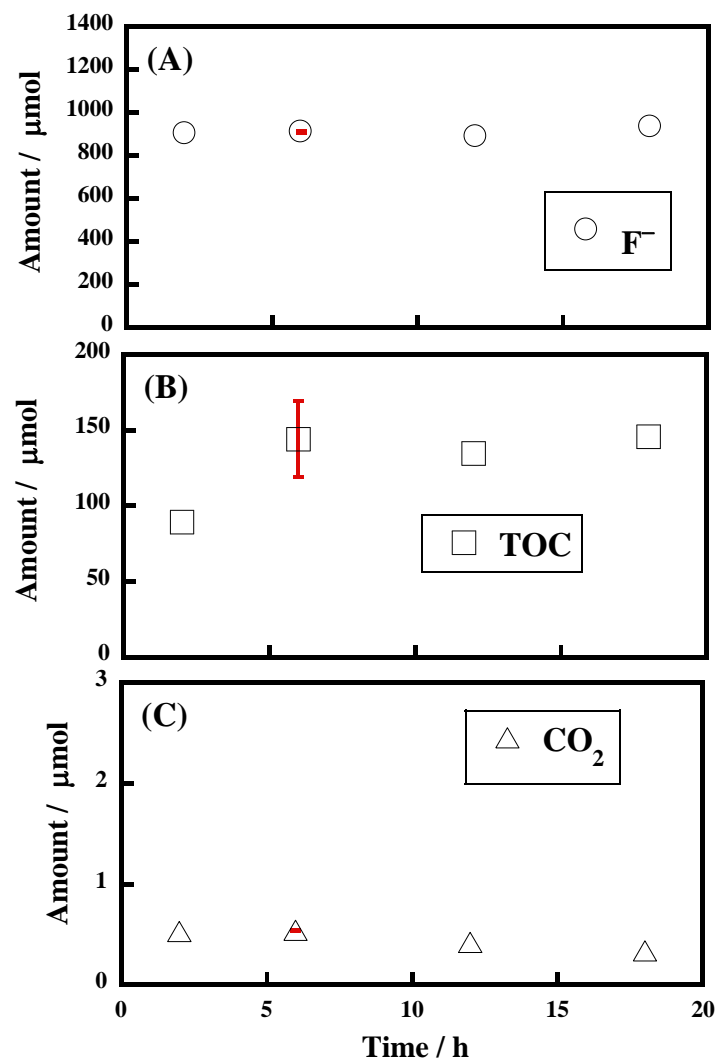 (A)
1400
1200
1000
800
600
400
200
0
Amount / μmol
F⁻
(B)
200
150
100
50
0
Amount / μmol
TOC
(C)
3
2
1
0
Amount / μmol
CO₂
0 5 10 15 20
Time / h